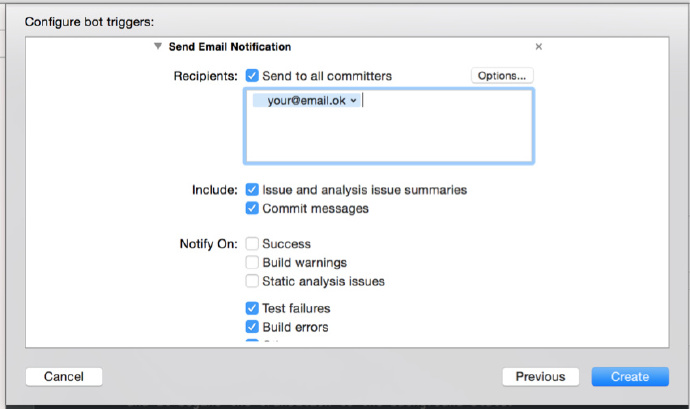 Configure bot triggers:
Send Email Notification
Recipients: Send to all committers Options...
your@email.ok
Include: Issue and analysis issue summaries
Commit messages
Notify On: Success
Build warnings
Static analysis issues
Test failures
Build errors
Cancel Previous Create